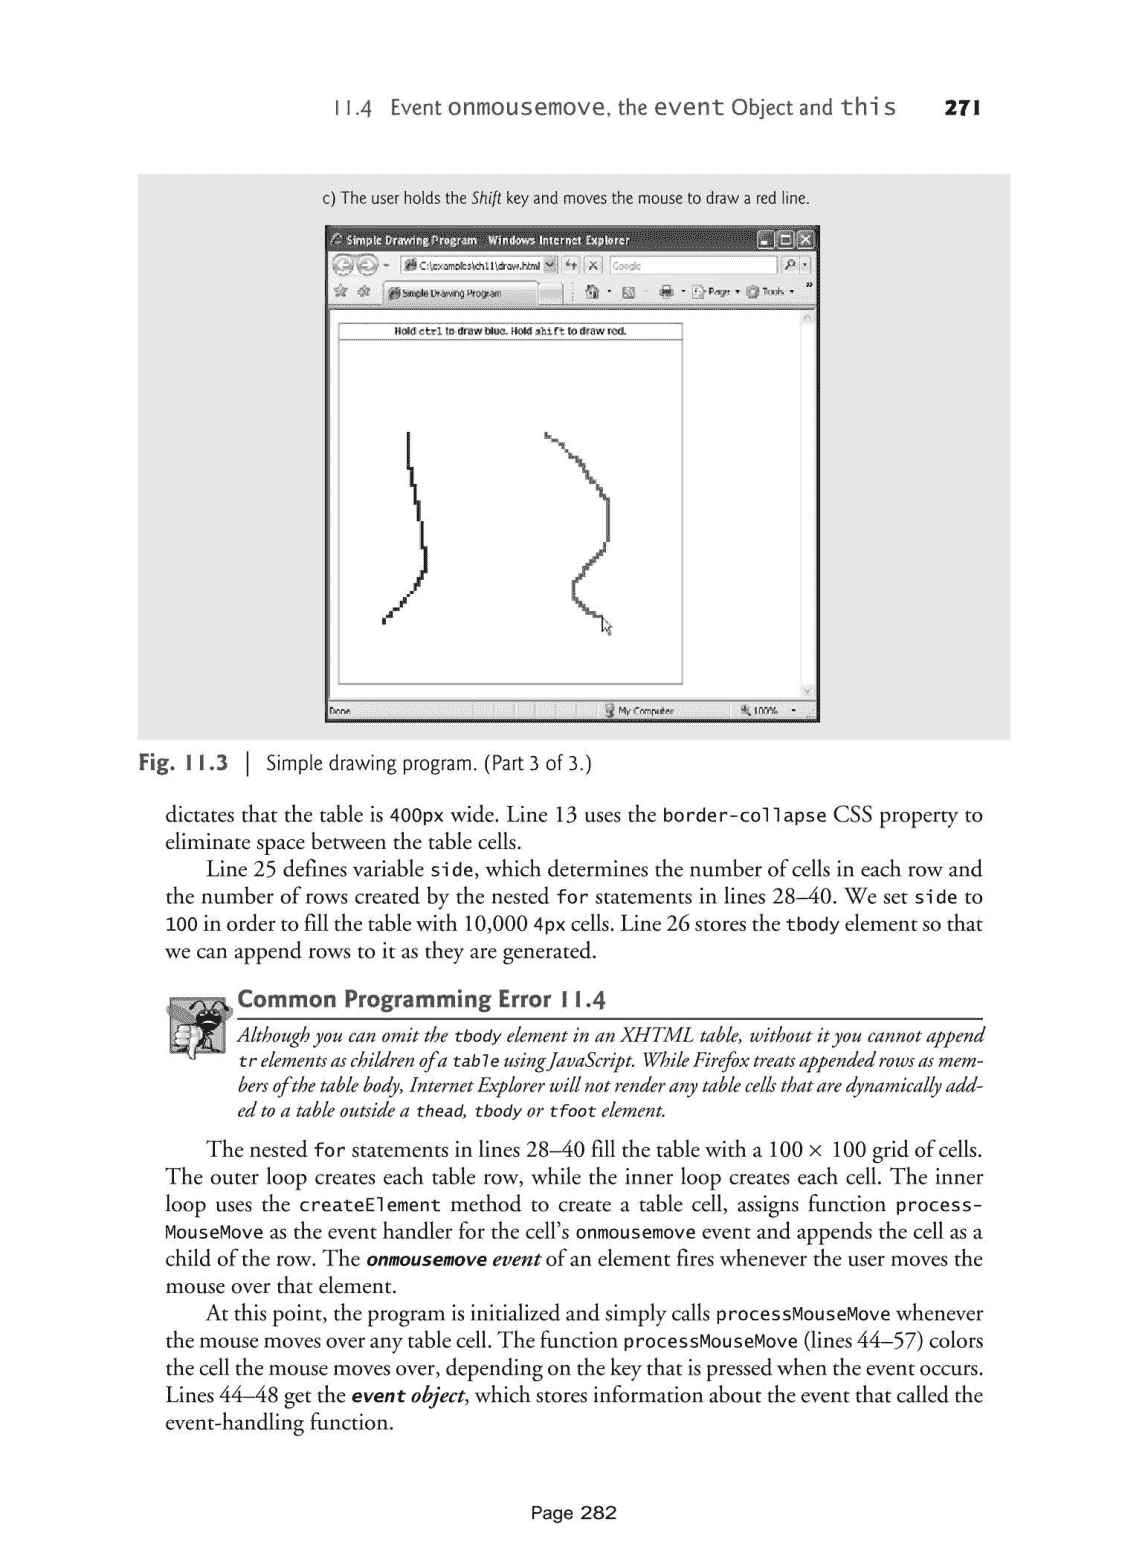 11.4 Event onmousemove, the event Object and this 271
c) The user holds the Shift key and moves the mouse to draw a red line.
Simple Drawing Program Windows Internet Explorer
C:\examples\ch11\draw.html Google
Simple Drawing Program Page Tools
Hold ctrl to draw blue. Hold shift to draw red.
Done My Computer 100%
Fig. 11.3 | Simple drawing program. (Part 3 of 3.)
dictates that the table is 400px wide. Line 13 uses the border-collapse CSS property to
eliminate space between the table cells.
Line 25 defines variable side, which determines the number of cells in each row and
the number of rows created by the nested for statements in lines 28–40. We set side to
100 in order to fill the table with 10,000 4px cells. Line 26 stores the tbody element so that
we can append rows to it as they are generated.
Common Programming Error 11.4
Although you can omit the tbody element in an XHTML table, without it you cannot append
tr elements as children of a table using JavaScript. While Firefox treats appended rows as mem-
bers of the table body, Internet Explorer will not render any table cells that are dynamically add-
ed to a table outside a thead, tbody or tfoot element.
The nested for statements in lines 28–40 fill the table with a 100 × 100 grid of cells.
The outer loop creates each table row, while the inner loop creates each cell. The inner
loop uses the createElement method to create a table cell, assigns function process-
MouseMove as the event handler for the cell's onmousemove event and appends the cell as a
child of the row. The onmousemove event of an element fires whenever the user moves the
mouse over that element.
At this point, the program is initialized and simply calls processMouseMove whenever
the mouse moves over any table cell. The function processMouseMove (lines 44–57) colors
the cell the mouse moves over, depending on the key that is pressed when the event occurs.
Lines 44–48 get the event object, which stores information about the event that called the
event-handling function.
Page 282